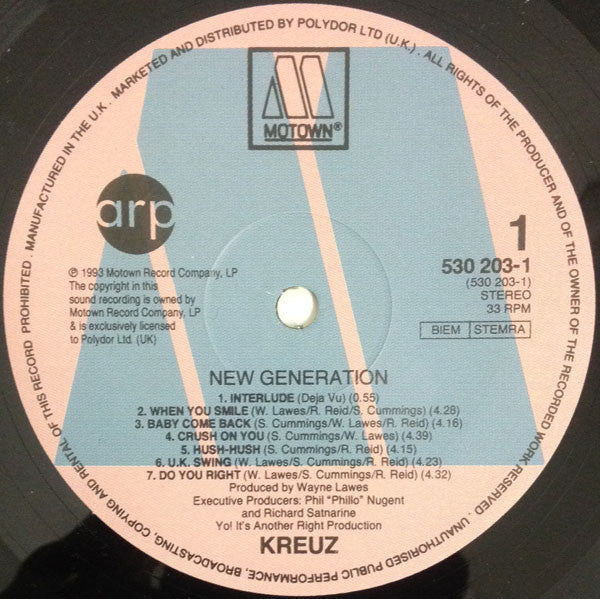 MANUFACTURED IN THE U.K. · MARKETED AND DISTRIBUTED BY POLYDOR LTD (U.K.) · ALL RIGHTS OF THE PRODUCER AND OF THE OWNER OF THE RECORDED WORK RESERVED · UNAUTHORISED PUBLIC PERFORMANCE, BROADCASTING, COPYING AND RENTAL OF THIS RECORD PROHIBITED ·
MOTOWN®
arp
1
530 203-1
(530 203-1)
STEREO
33 RPM
BIEM STEMRA
℗ 1993 Motown Record Company, LP
The copyright in this
sound recording is owned by
Motown Record Company, LP
& is exclusively licensed
to Polydor Ltd. (UK)
NEW GENERATION
1. INTERLUDE (Deja Vu) (0.55)
2. WHEN YOU SMILE (W. Lawes/R. Reid/S. Cummings) (4.28)
3. BABY COME BACK (S. Cummings/W. Lawes/R. Reid) (4.16)
4. CRUSH ON YOU (S. Cummings/W. Lawes) (4.39)
5. HUSH-HUSH (W. Lawes/S. Cummings/R. Reid) (4.15)
6. U.K. SWING (W. Lawes/S. Cummings/R. Reid) (4.23)
7. DO YOU RIGHT (W. Lawes/S. Cummings/R. Reid) (4.32)
Produced by Wayne Lawes
Executive Producers: Phil "Phillo" Nugent
and Richard Satnarine
Yo! It's Another Right Production
KREUZ